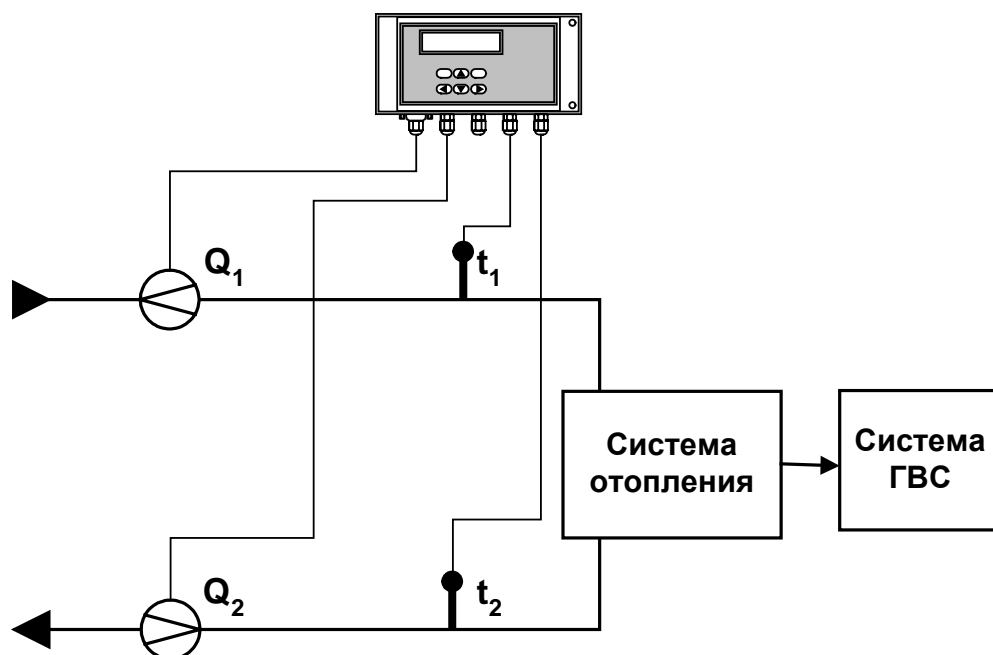 Q1
t1
Система
отопления
Система
ГВС
Q2
t2